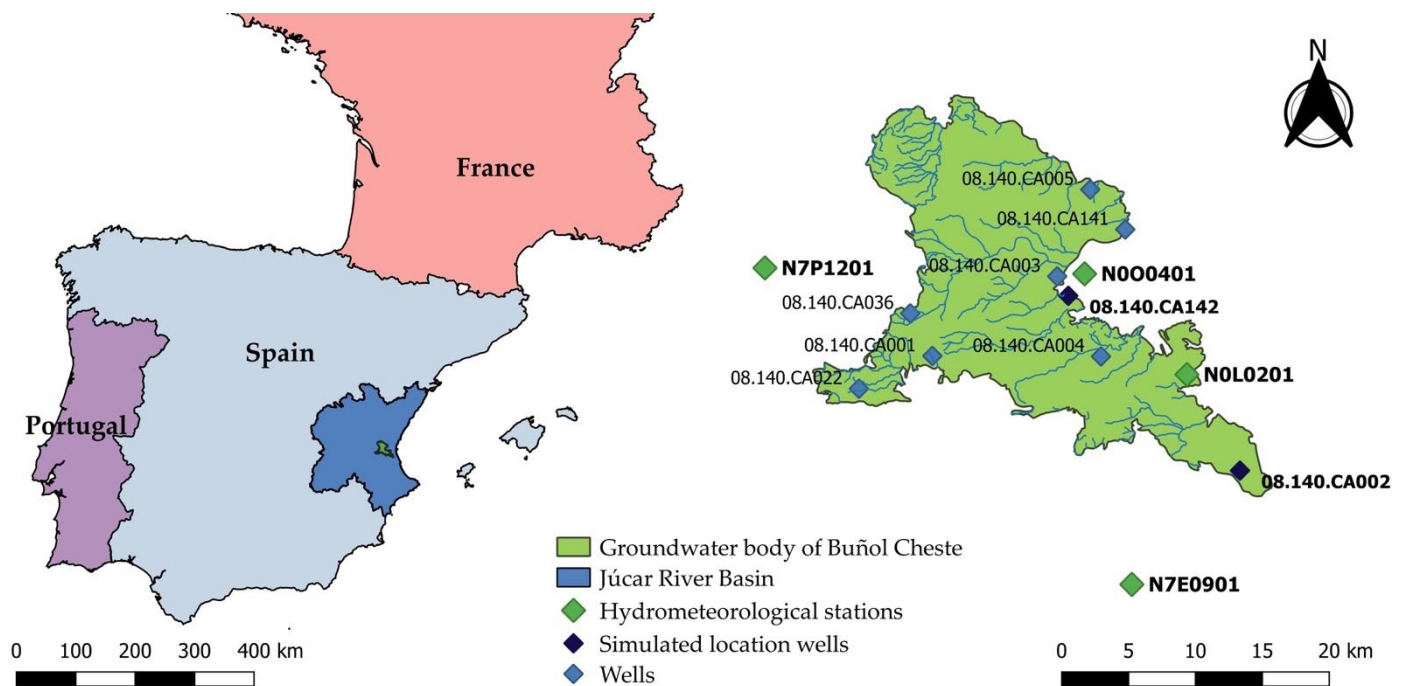 N
France
08.140.CA005
08.140.CA141
N7P1201
08.140.CA003
N0O0401
08.140.CA036
08.140.CA142
Spain
08.140.CA001
08.140.CA004
08.140.CA022
N0L0201
Portugal
08.140.CA002
Groundwater body of Buñol Cheste
Júcar River Basin
N7E0901
Hydrometeorological stations
Simulated location wells
Wells
0 100 200 300 400 km
0 5 10 15 20 km